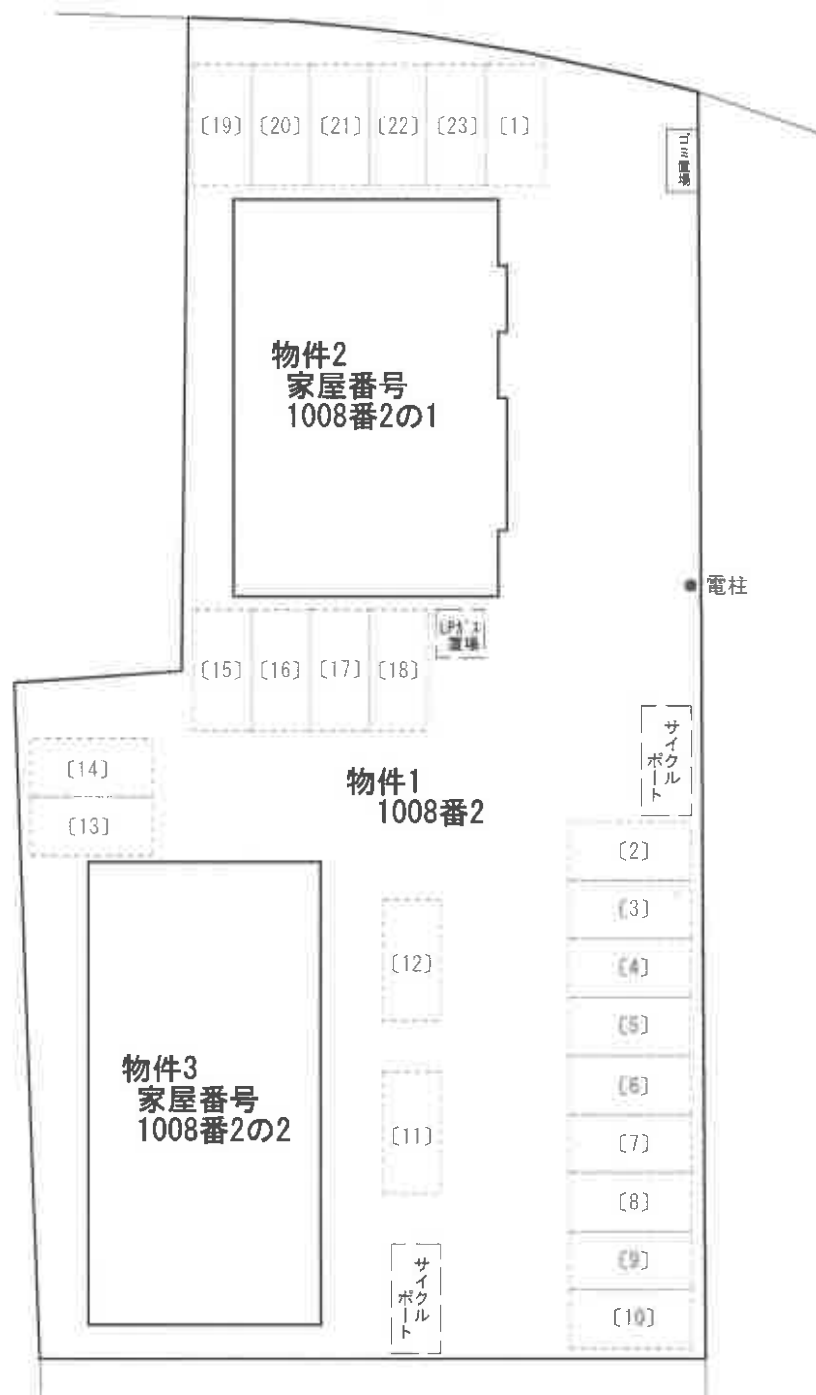 〔19〕 〔20〕 〔21〕 〔22〕 〔23〕 〔1〕
ゴミ置場
物件2
家屋番号
1008番2の1
電柱
LPガス
置場
〔15〕 〔16〕 〔17〕 〔18〕
サイクル
ポート
〔14〕
〔13〕
物件1
1008番2
〔2〕
〔3〕
〔4〕
〔5〕
〔6〕
〔7〕
〔8〕
〔9〕
〔10〕
〔12〕
〔11〕
物件3
家屋番号
1008番2の2
サイクル
ポート